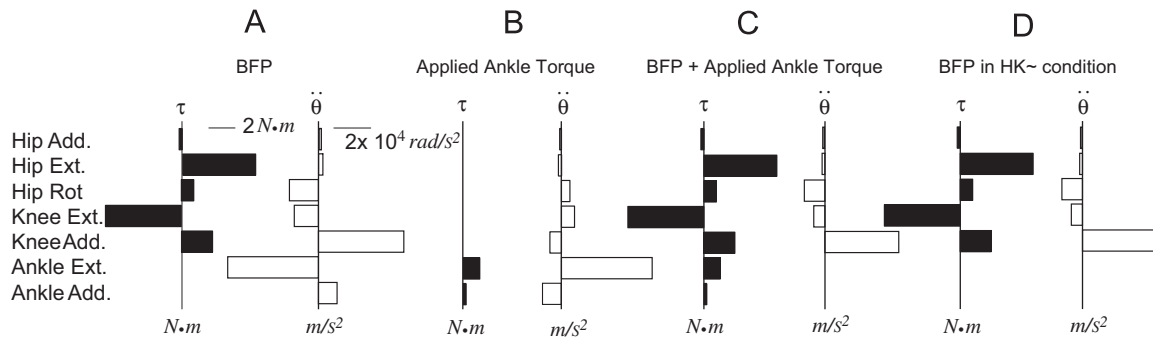 A B C D
BFP Applied Ankle Torque BFP + Applied Ankle Torque BFP in HK~ condition
τ θ̈ τ θ̈ τ θ̈ τ θ̈
2 N•m
2x 10⁴ rad/s²
Hip Add.
Hip Ext.
Hip Rot
Knee Ext.
Knee Add.
Ankle Ext.
Ankle Add.
N•m m/s² N•m m/s² N•m m/s² N•m m/s²